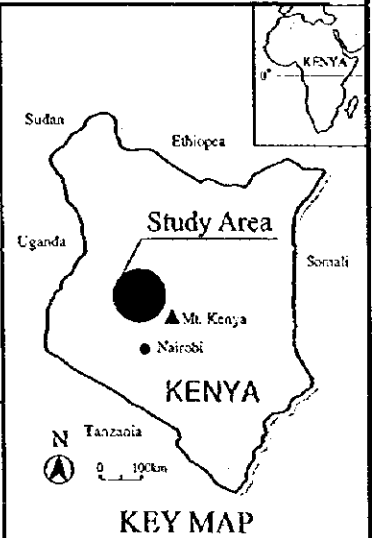 KENYA
0°
Sudan
Ethiopea
Study Area
Uganda
Somali
Mt. Kenya
Nairobi
KENYA
Tanzania
N
0 100km
KEY MAP